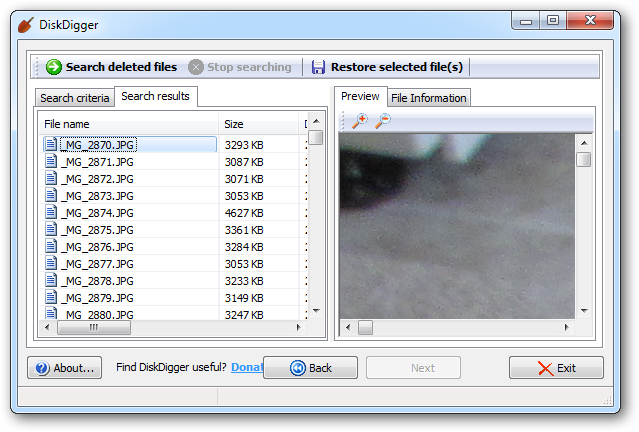 DiskDigger
Search deleted files Stop searching Restore selected file(s)
Search criteria Search results
File name Size
_MG_2870.JPG 3293 KB
_MG_2871.JPG 3087 KB
_MG_2872.JPG 3071 KB
_MG_2873.JPG 3053 KB
_MG_2874.JPG 4627 KB
_MG_2875.JPG 3361 KB
_MG_2876.JPG 3284 KB
_MG_2877.JPG 3053 KB
_MG_2878.JPG 3233 KB
_MG_2879.JPG 3149 KB
_MG_2880.JPG 3247 KB
Preview File Information
About... Find DiskDigger useful? Donat Back Next Exit